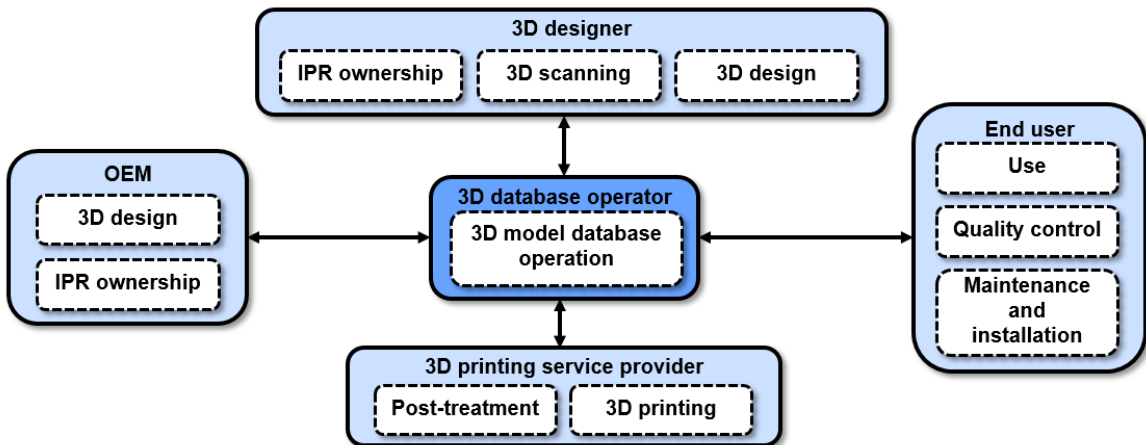 3D designer
IPR ownership
3D scanning
3D design
OEM
3D design
IPR ownership
3D database operator
3D model database
operation
End user
Use
Quality control
Maintenance
and
installation
3D printing service provider
Post-treatment
3D printing